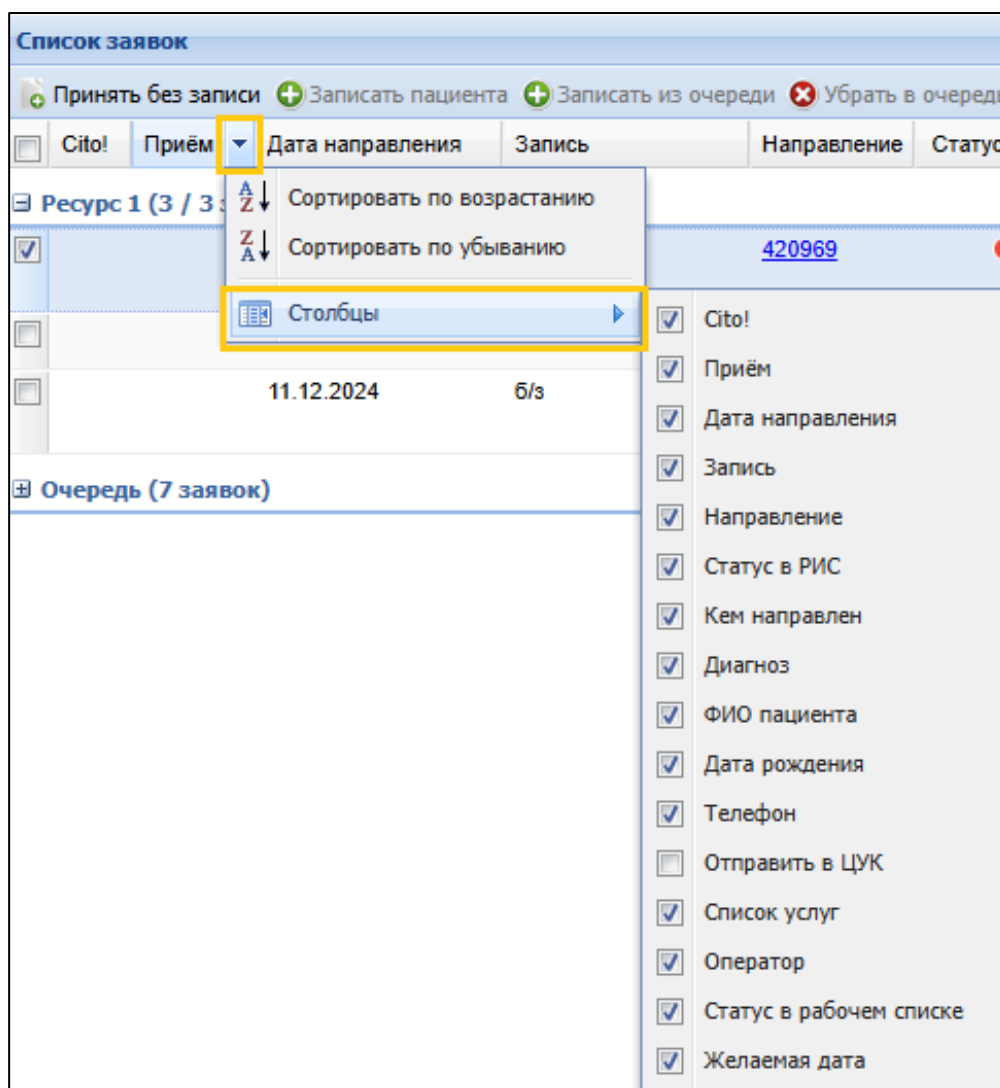 Список заявок
Принять без записи Записать пациента Записать из очереди Убрать в очередь
Cito! Приём Дата направления Запись Направление Статус
Ресурс 1 (3 / 3
Сортировать по возрастанию
Сортировать по убыванию
420969
Столбцы
Cito!
Приём
11.12.2024 б/з
Дата направления
Запись
Очередь (7 заявок)
Направление
Статус в РИС
Кем направлен
Диагноз
ФИО пациента
Дата рождения
Телефон
Отправить в ЦУК
Список услуг
Оператор
Статус в рабочем списке
Желаемая дата